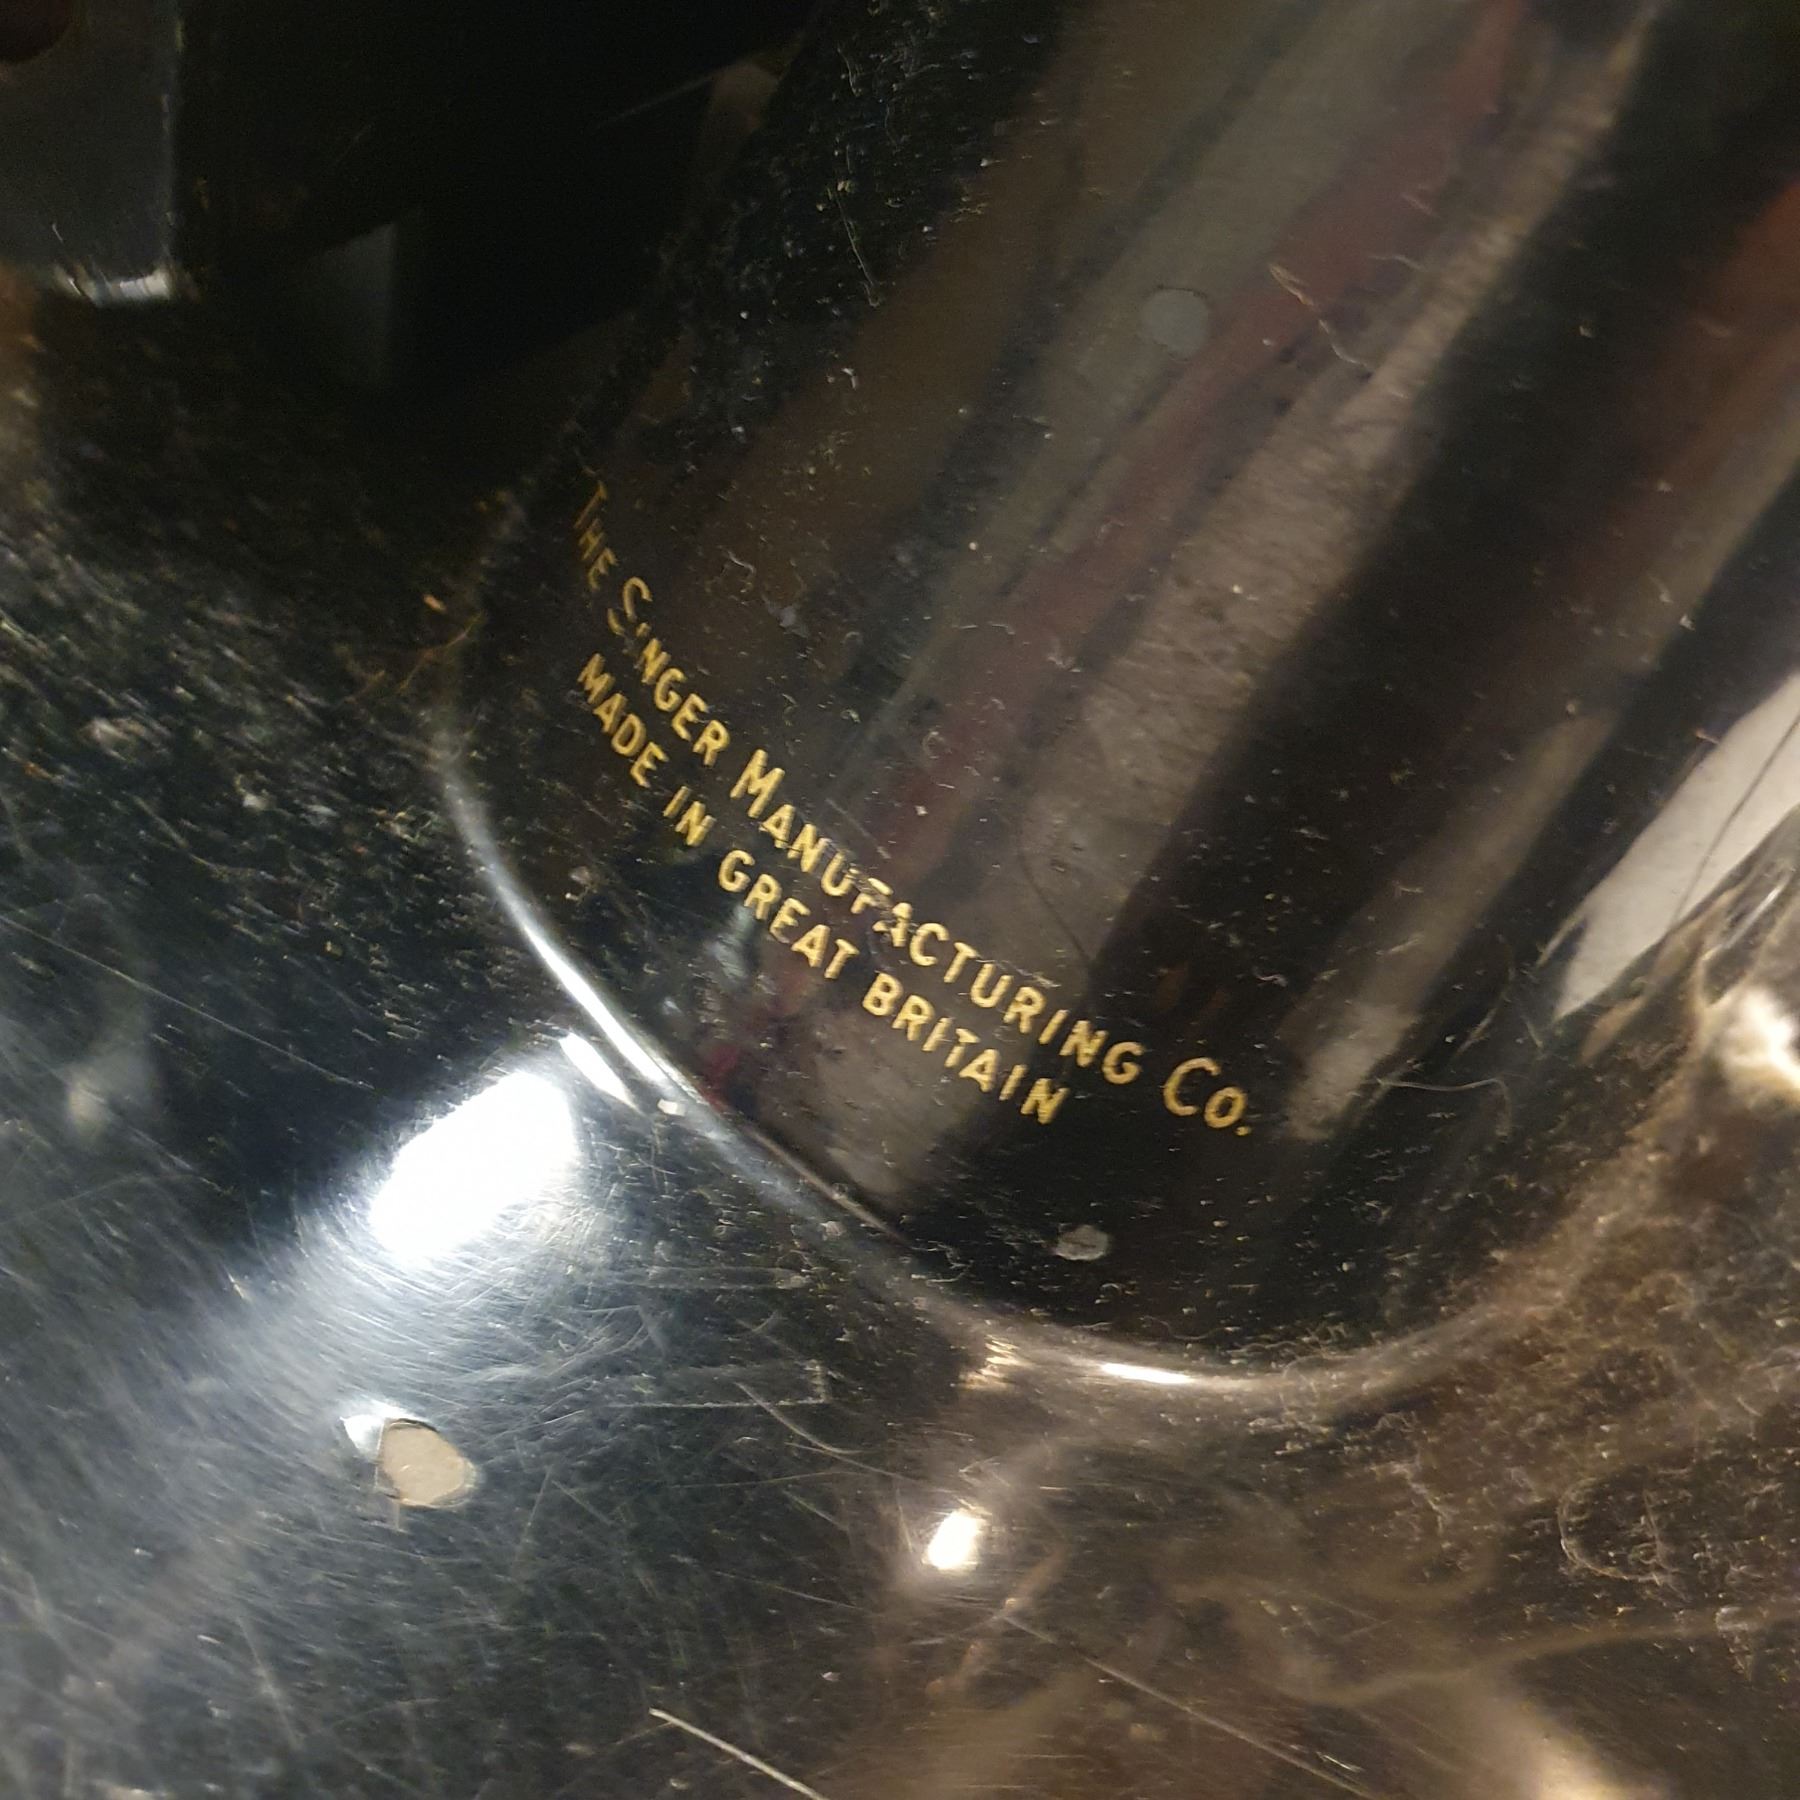 THE SINGER MANUFACTURING CO.
MADE IN GREAT BRITAIN